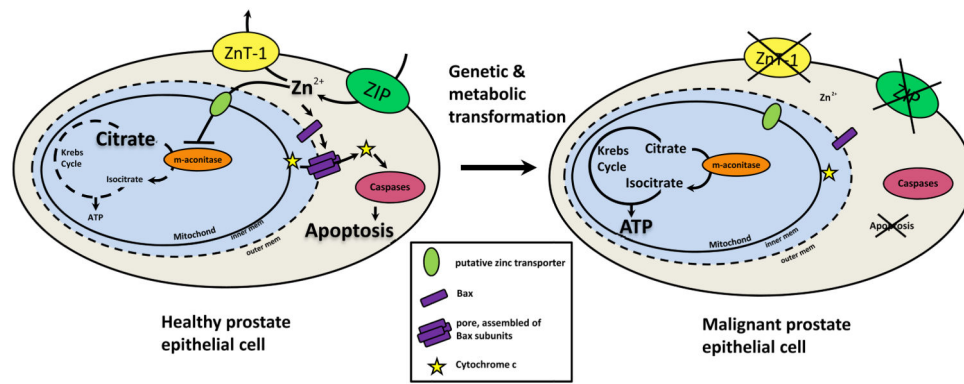 ZnT-1
Zn2+
ZIP
Citrate
Krebs
Cycle
m-aconitase
Isocitrate
ATP
Caspases
Apoptosis
Mitochond
inner mem
outer mem
Healthy prostate
epithelial cell
Genetic &
metabolic
transformation
putative zinc transporter
Bax
pore, assembled of
Bax subunits
Cytochrome c
ZnT-1
Zn2+
Zip
Krebs
Cycle
Citrate
m-aconitase
Isocitrate
ATP
Caspases
Apoptosis
Mitochond
inner mem
outer mem
Malignant prostate
epithelial cell